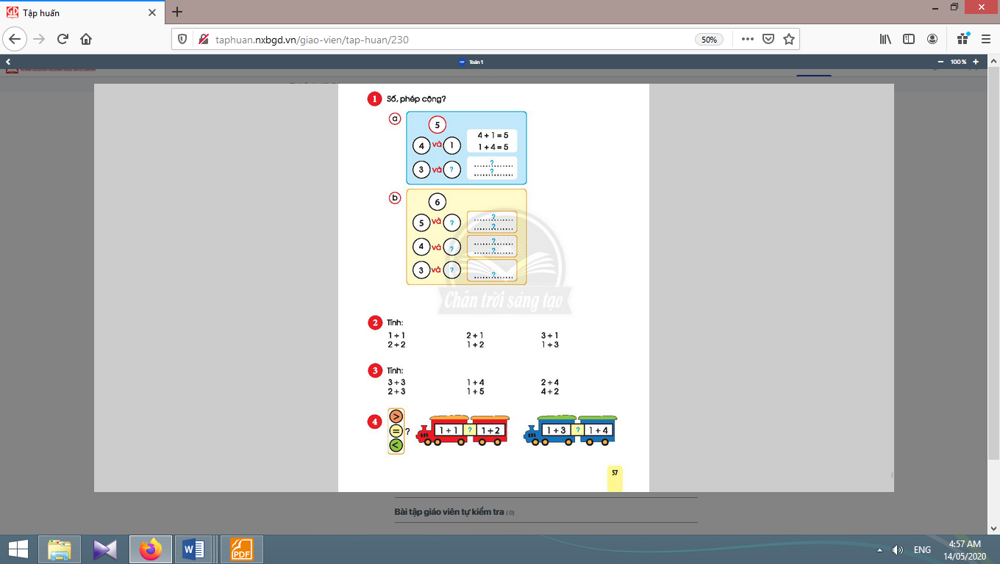 Tập huấn
taphuan.nxbgd.vn/giao-vien/tap-huan/230
50%
Toán 1
100 %
1 Số, phép cộng?
a
5
4 và 1
4 + 1 = 5
1 + 4 = 5
3 và ?
.......?.......
.......?.......
b
6
5 và ?
.......?.......
.......?.......
4 và ?
.......?.......
.......?.......
3 và ?
.......?.......
Chân trời sáng tạo
2 Tính:
1 + 1 2 + 1 3 + 1
2 + 2 1 + 2 1 + 3
3 Tính:
3 + 3 1 + 4 2 + 4
2 + 3 1 + 5 4 + 2
4 > = < ?
1 + 1 ? 1 + 2 1 + 3 ? 1 + 4
57
Bài tập giáo viên tự kiểm tra (0)
PDF
ENG
4:57 AM
14/05/2020